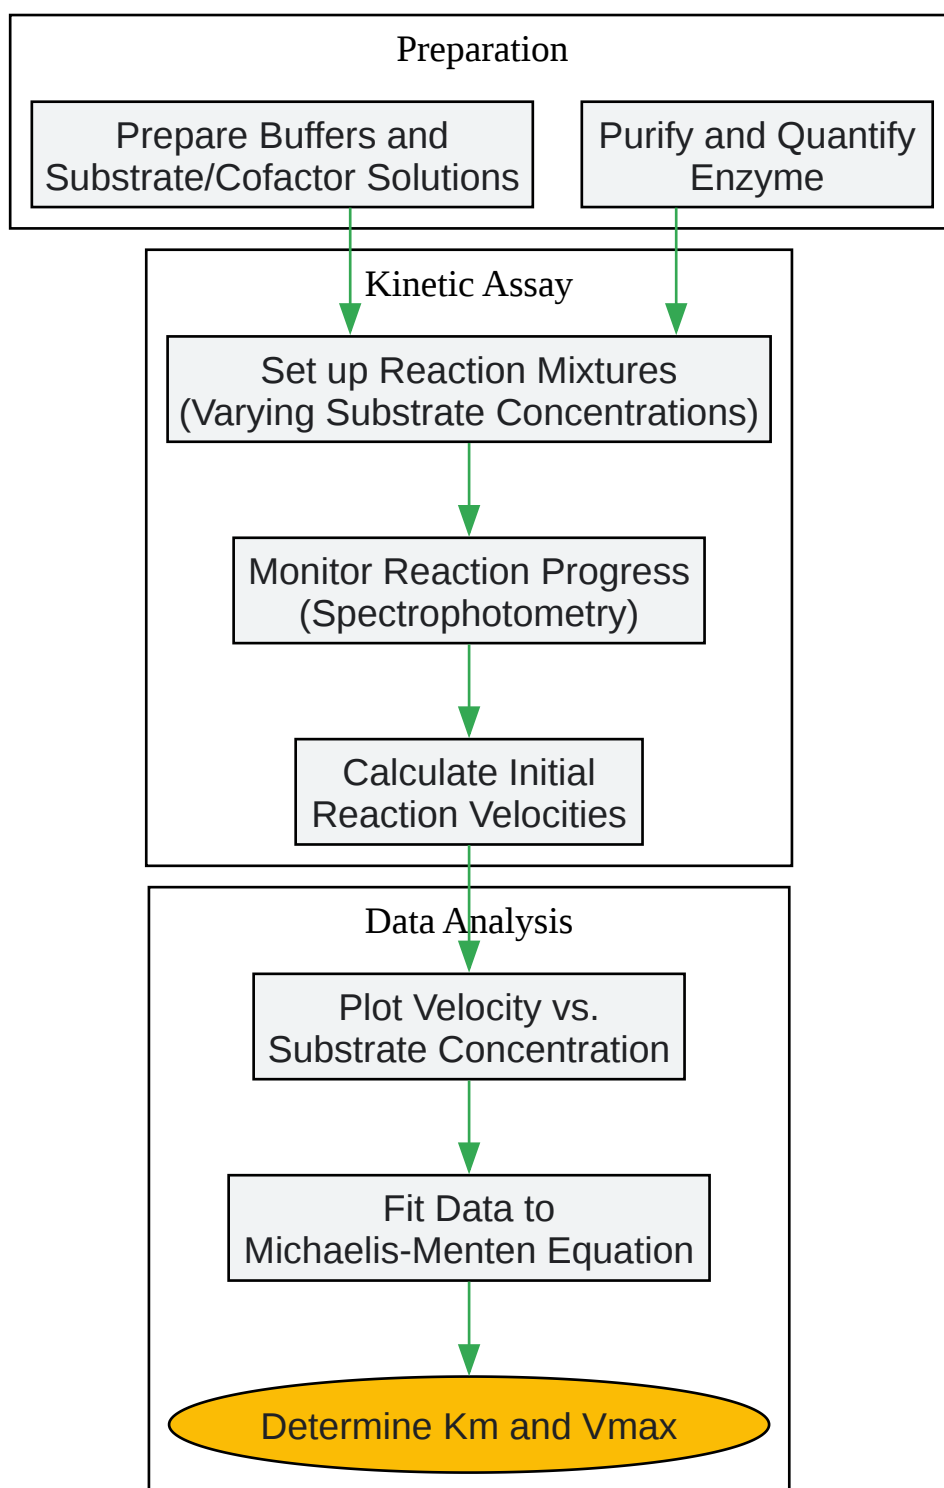 Preparation
Prepare Buffers and
Substrate/Cofactor Solutions
Purify and Quantify
Enzyme
Kinetic Assay
Set up Reaction Mixtures
(Varying Substrate Concentrations)
Monitor Reaction Progress
(Spectrophotometry)
Calculate Initial
Reaction Velocities
Data Analysis
Plot Velocity vs.
Substrate Concentration
Fit Data to
Michaelis-Menten Equation
Determine Km and Vmax